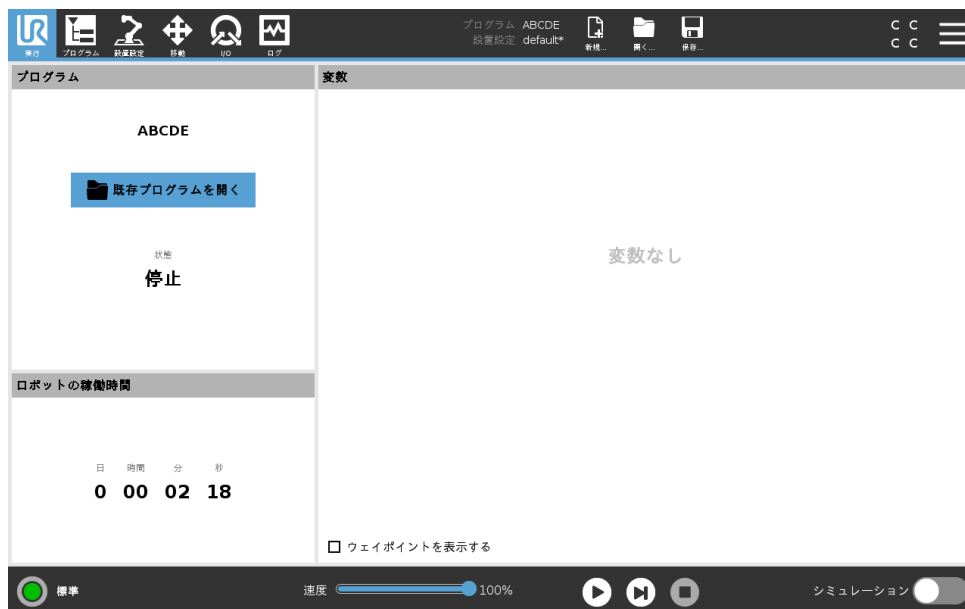 プログラム ABCDE
設置設定 default*
C C
C C
実行 プログラム 設置設定 移動 I/O ログ
新規... 開く... 保存...
プログラム
ABCDE
既存プログラムを開く
状態
停止
ロボットの稼働時間
日 時間 分 秒
0 00 02 18
変数
変数なし
ウェイポイントを表示する
標準
速度 100%
シミュレーション